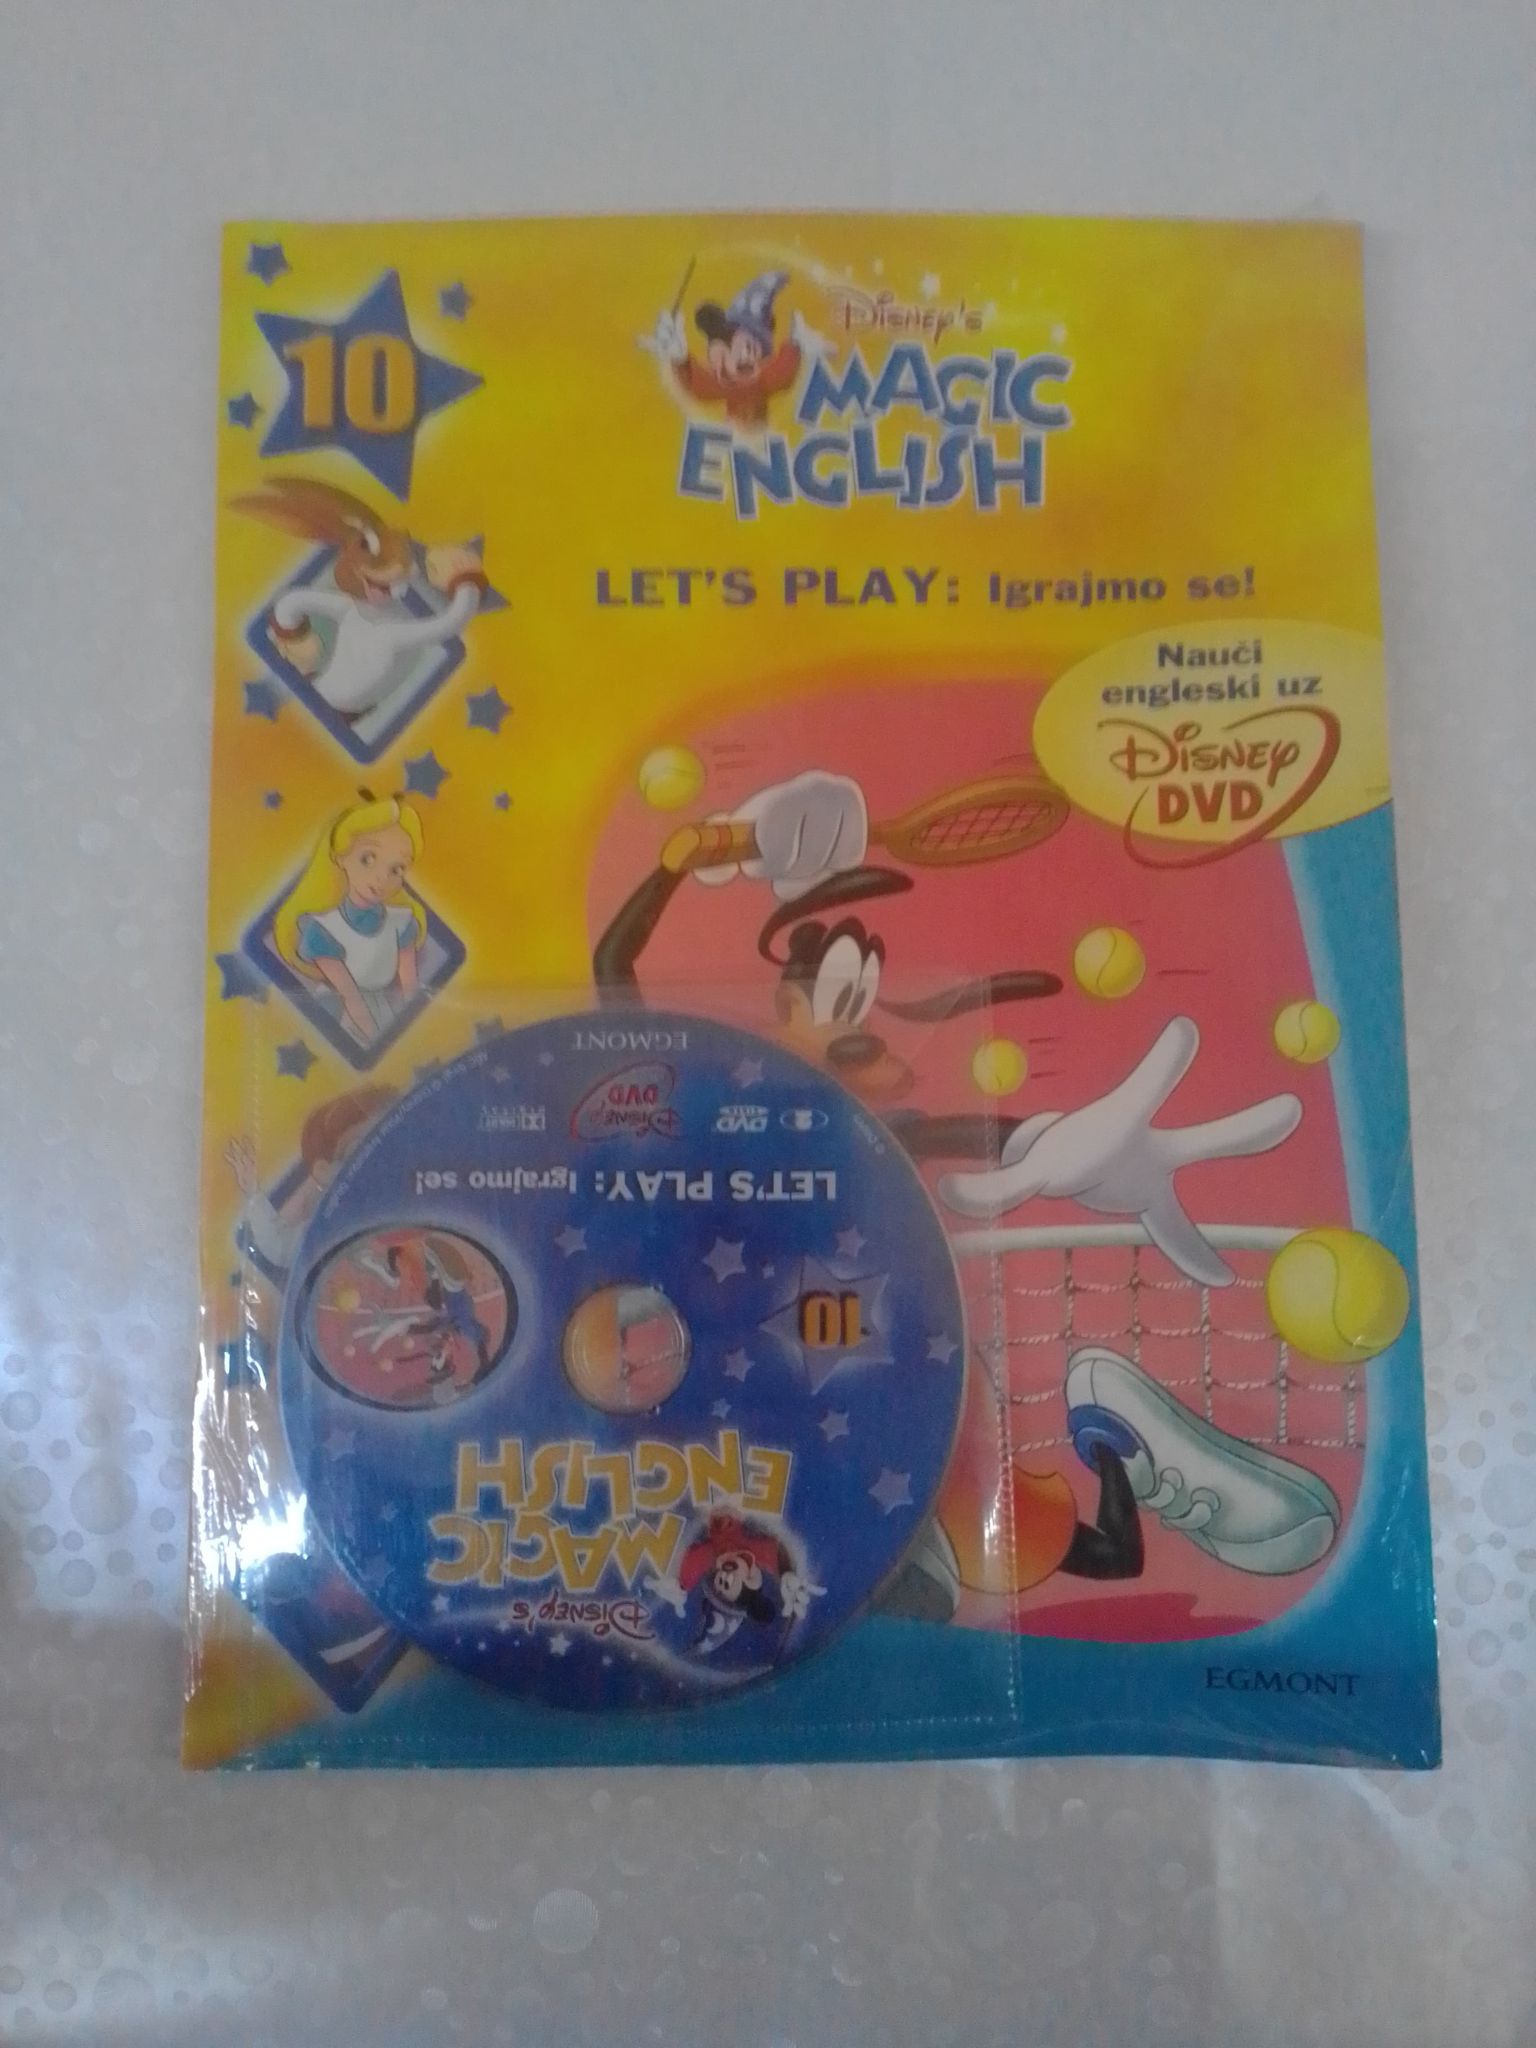 10
Disney's
MAGIC
ENGLISH
LET'S PLAY: Igrajmo se!
Nauči
engleski uz
Disney
DVD
EGMONT
Disney
DVD
2
DVD
LET'S PLAY: Igrajmo se!
10
Disney's
MAGIC
ENGLISH
EGMONT